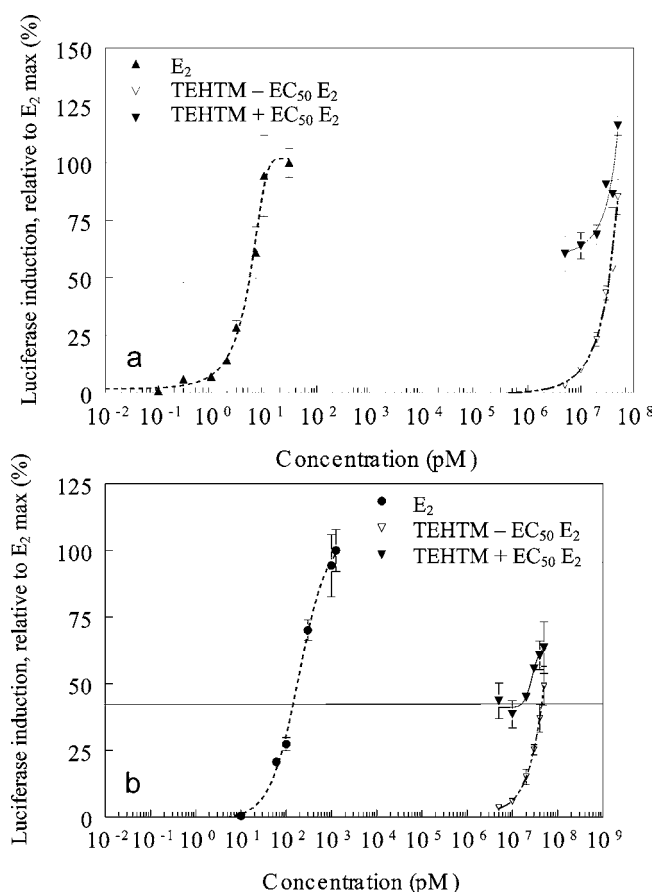 Luciferase induction, relative to E₂ max (%)
150
125
100
75
50
25
0
E₂
TEHTM – EC₅₀ E₂
TEHTM + EC₅₀ E₂
a
10⁻² 10⁻¹ 10⁰ 10¹ 10² 10³ 10⁴ 10⁵ 10⁶ 10⁷ 10⁸
Concentration (pM)
Luciferase induction, relative to E₂ max (%)
125
100
75
50
25
0
E₂
TEHTM – EC₅₀ E₂
TEHTM + EC₅₀ E₂
b
10⁻² 10⁻¹ 10⁰ 10¹ 10² 10³ 10⁴ 10⁵ 10⁶ 10⁷ 10⁸ 10⁹
Concentration (pM)